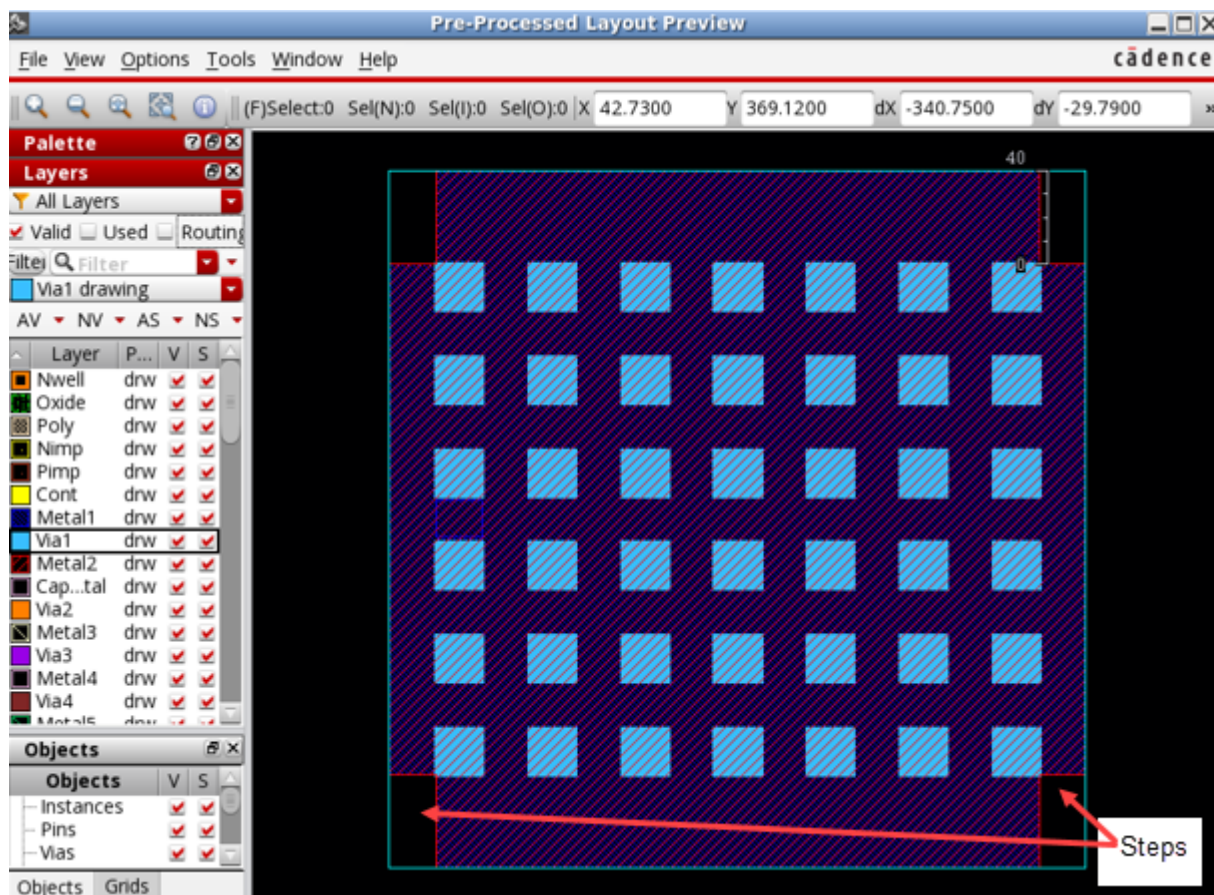 Pre-Processed Layout Preview
File View Options Tools Window Help cādence
(F)Select:0 Sel(N):0 Sel(I):0 Sel(O):0 X 42.7300 Y 369.1200 dX -340.7500 dY -29.7900 »
Palette
Layers
All Layers
Valid Used Routing
Filter
Via1 drawing
AV NV AS NS
Layer P... V S
Nwell drw
Oxide drw
Poly drw
Nimp drw
Pimp drw
Cont drw
Metal1 drw
Via1 drw
Metal2 drw
Cap...tal drw
Via2 drw
Metal3 drw
Via3 drw
Metal4 drw
Via4 drw
Metal5 drw
Objects
Objects V S
Instances
Pins
Vias
Objects Grids
40
0
Steps